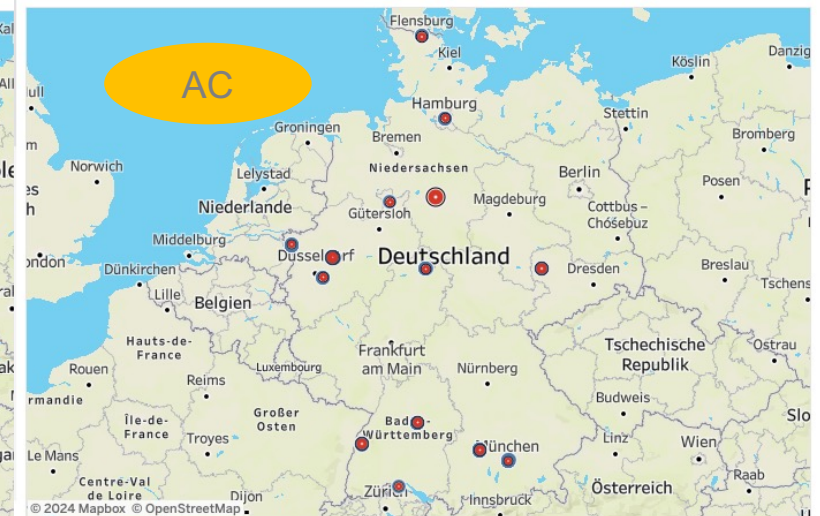 Flensburg
Kiel
Danzig
Köslin
AC
Hamburg
Stettin
Groningen
Bremen
Bromberg
Norwich
Lelystad
Niedersachsen
Berlin
Posen
Niederlande
Gütersloh
Magdeburg
Cottbus –
Chóśebuz
Middelburg
Deutschland
Dresden
Breslau
Dünkirchen
Tschens
Lille
Belgien
Hauts-de-
France
Frankfurt
am Main
Tschechische
Republik
Ostrau
Rouen
Luxembourg
Nürnberg
Reims
Budweis
Île-de-
France
Großer
Osten
Württemberg
Slo
Troyes
München
Linz
Wien
Le Mans
Centre-Val
de Loire
Dijon
Zürich
Innsbruck
Österreich
Raab
© 2024 Mapbox © OpenStreetMap